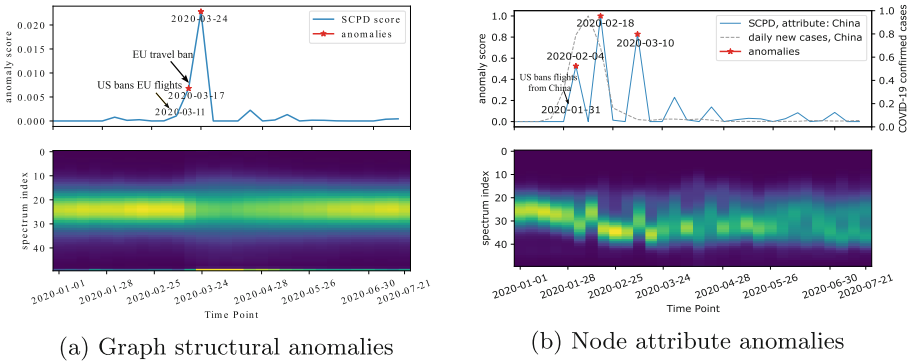 0.020
0.015
0.010
0.005
0.000
anomaly score
2020-03-24
SCPD score
anomalies
EU travel ban
US bans EU flights
2020-03-17
2020-03-11
0
10
20
30
40
spectrum index
2020-01-01
2020-01-28
2020-02-25
2020-03-24
2020-04-28
2020-05-26
2020-06-30
2020-07-21
Time Point
(a) Graph structural anomalies
1.0
0.8
0.6
0.4
0.2
0.0
anomaly score
2020-02-18
2020-03-10
2020-02-04
US bans flights
from China
2020-01-31
SCPD, attribute: China
daily new cases, China
anomalies
1.0
0.8
0.6
0.4
0.2
0.0
COVID-19 confirmed cases
0
10
20
30
40
spectrum index
2020-01-01
2020-01-28
2020-02-25
2020-03-24
2020-04-28
2020-05-26
2020-06-30
2020-07-21
Time Point
(b) Node attribute anomalies